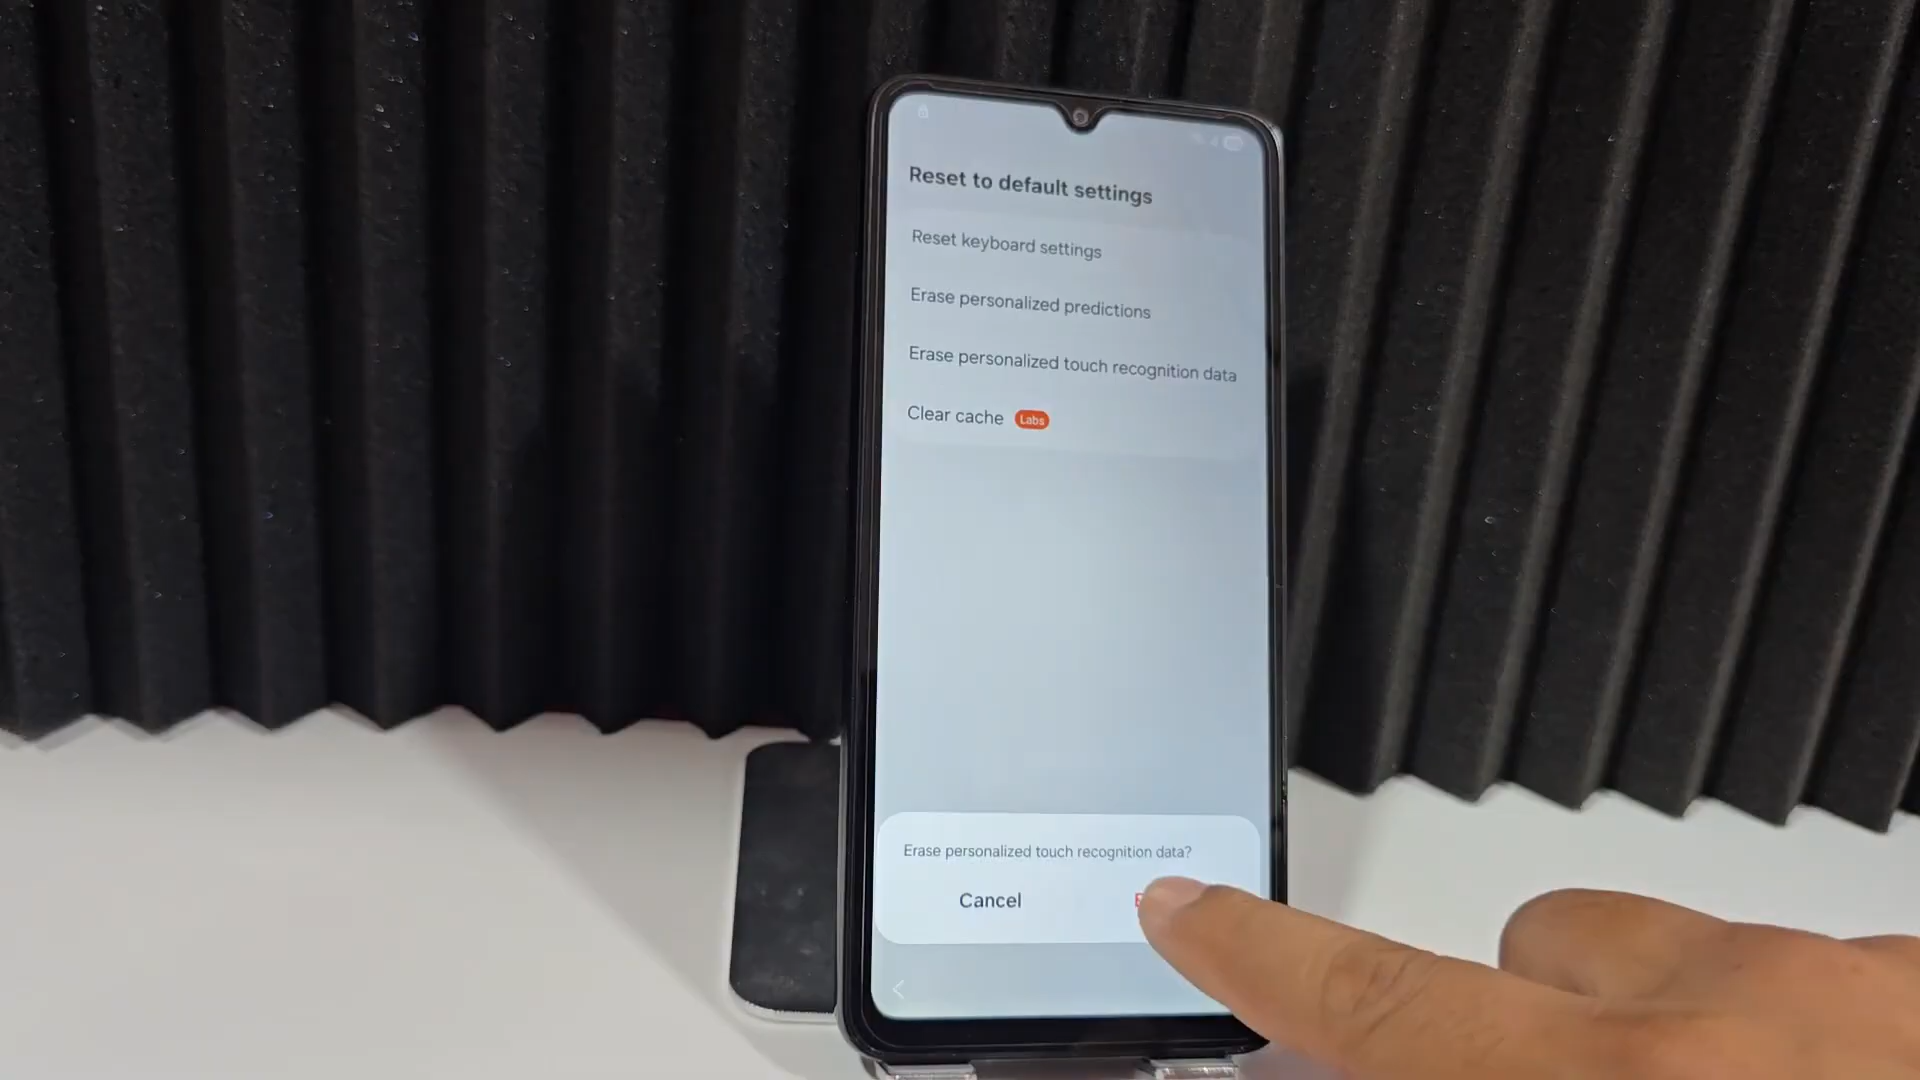 Reset to default settings
Reset keyboard settings
Erase personalized predictions
Erase personalized touch recognition data
Clear cache Labs
Erase personalized touch recognition data?
Cancel